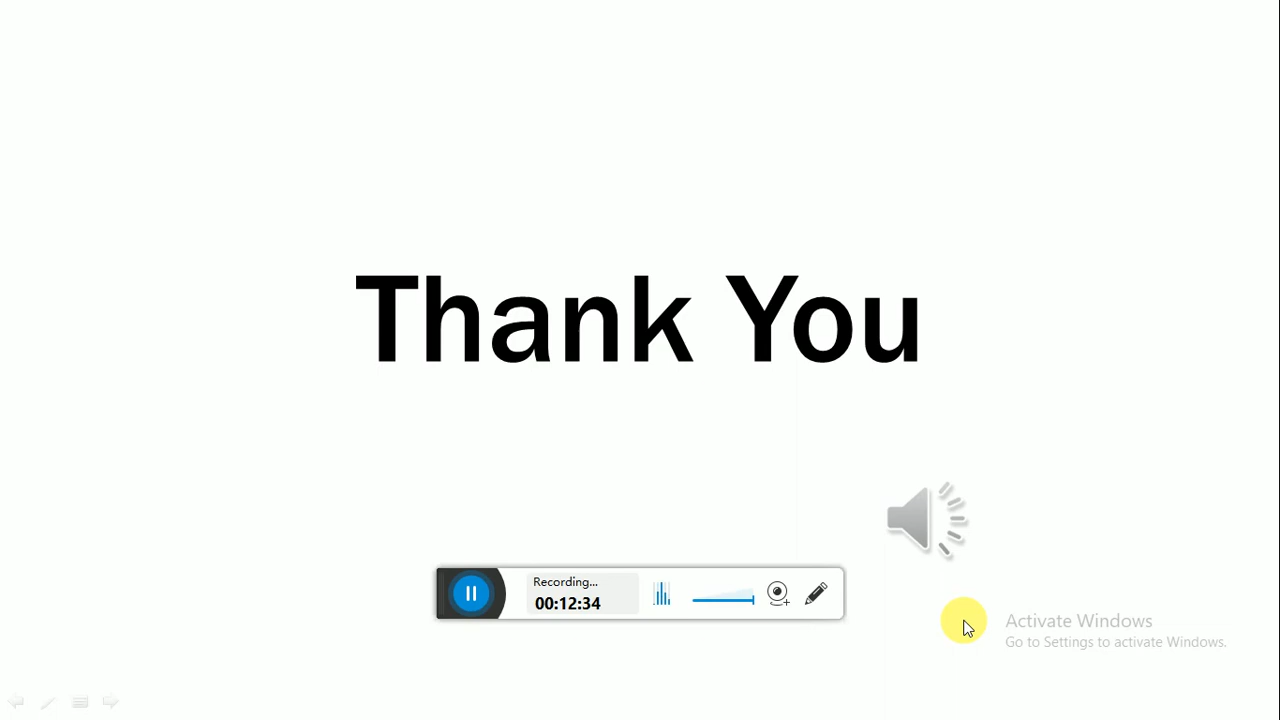 Thank You
Recording...
00:12:34
Activate Windows
Go to Settings to activate Windows.